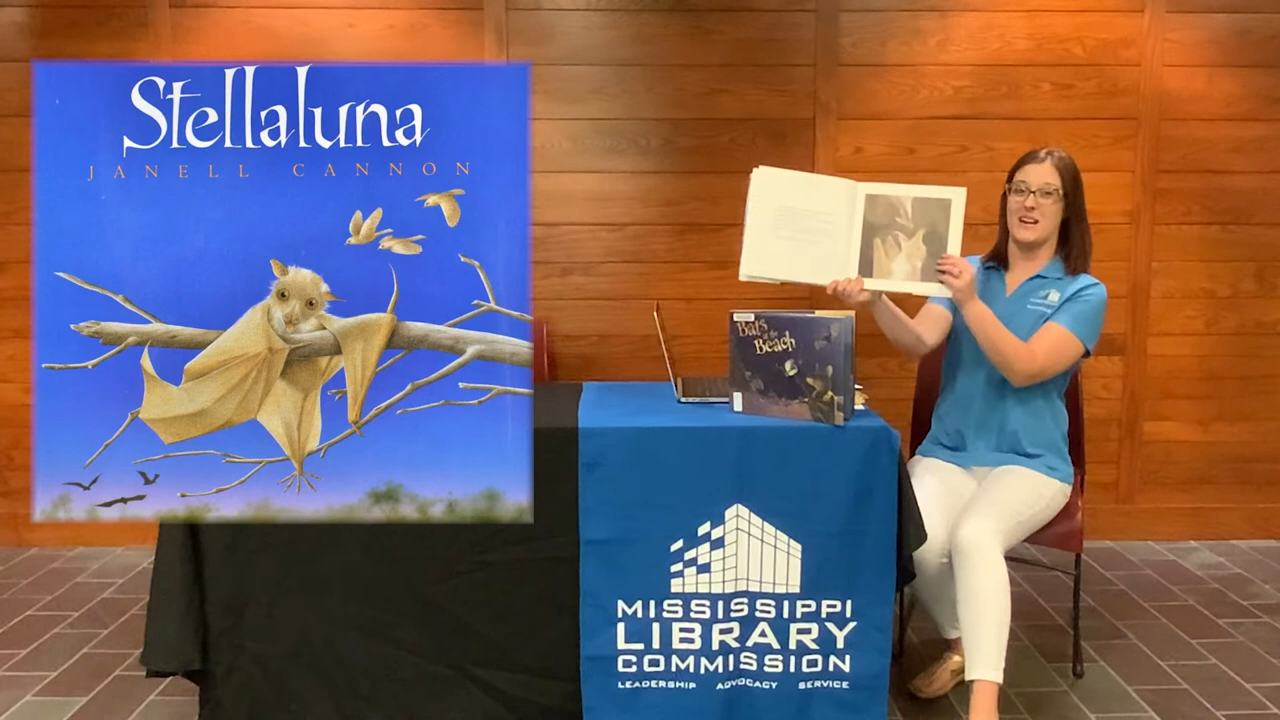 Stellaluna
JANELL CANNON
Bats
at the
Beach
MISSISSIPPI
LIBRARY
COMMISSION
LEADERSHIP ADVOCACY SERVICE